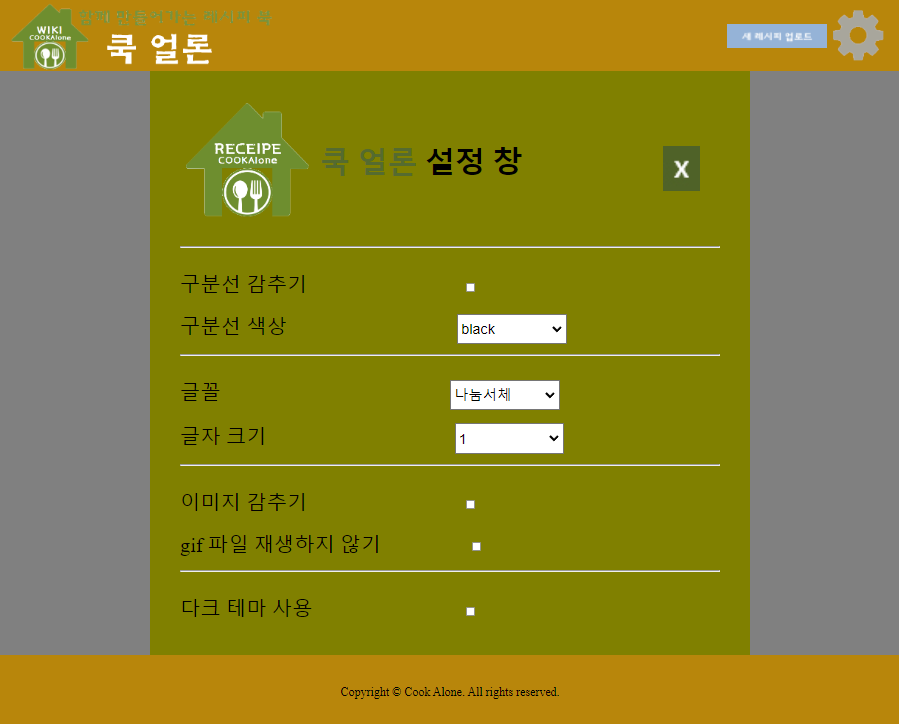 함께 만들어가는 레시피 북
WIKI
COOKAlone
쿡 얼론
새 레시피 업로드
RECEIPE
COOKAlone
쿡 얼론 설정 창
X
구분선 감추기
구분선 색상 black
글꼴 나눔서체
글자 크기 1
이미지 감추기
gif 파일 재생하지 않기
다크 테마 사용
Copyright © Cook Alone. All rights reserved.